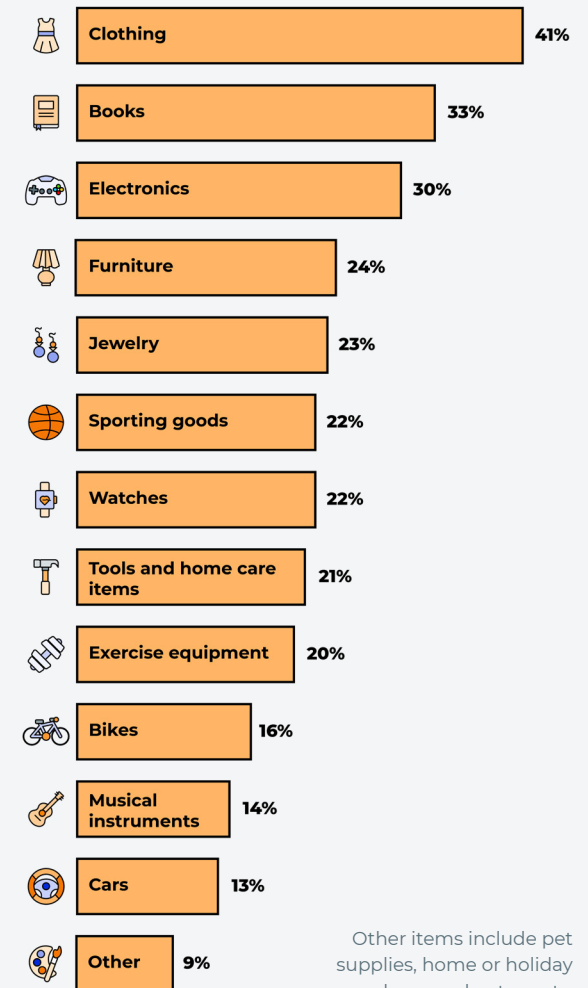 Clothing 41%
Books 33%
Electronics 30%
Furniture 24%
Jewelry 23%
Sporting goods 22%
Watches 22%
Tools and home care
items 21%
Exercise equipment 20%
Bikes 16%
Musical
instruments 14%
Cars 13%
Other 9%
Other items include pet
supplies, home or holiday